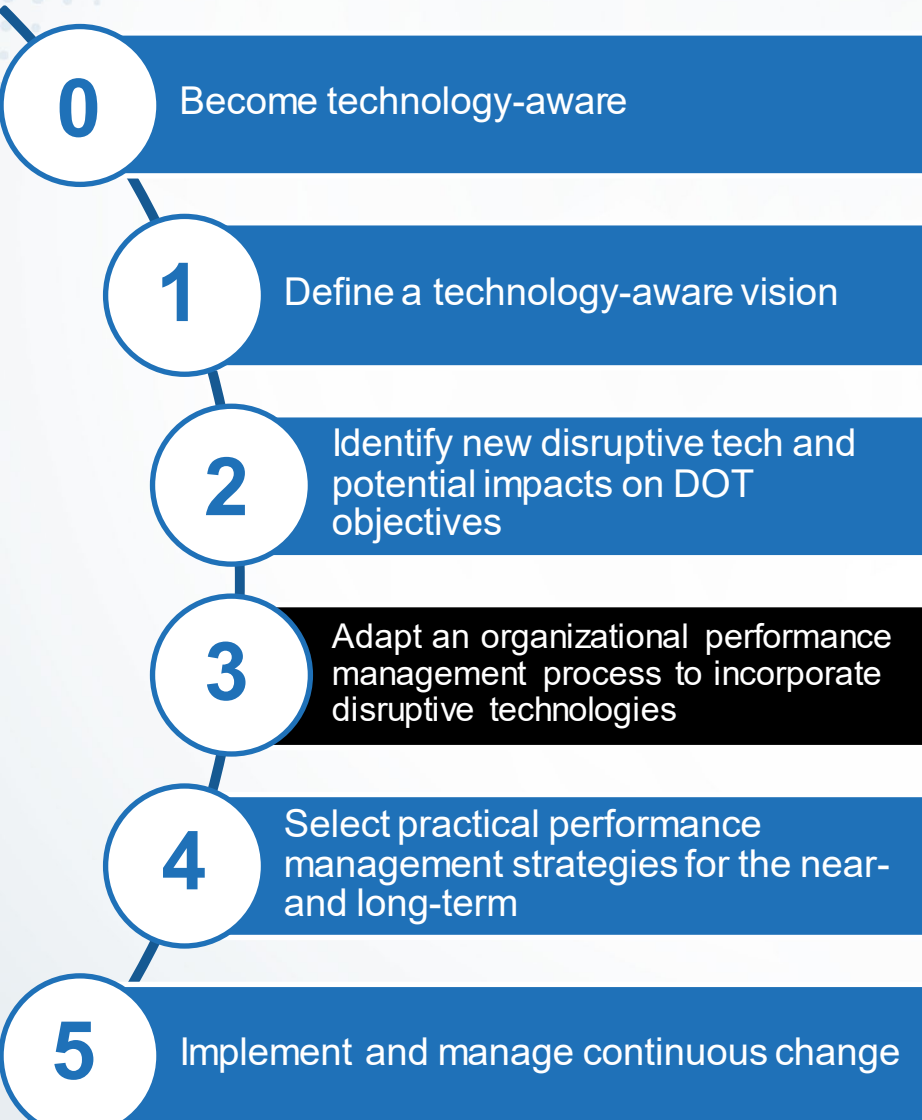 0
Become technology-aware
1
Define a technology-aware vision
2
Identify new disruptive tech and
potential impacts on DOT
objectives
3
Adapt an organizational performance
management process to incorporate
disruptive technologies
4
Select practical performance
management strategies for the near-
and long-term
5
Implement and manage continuous change